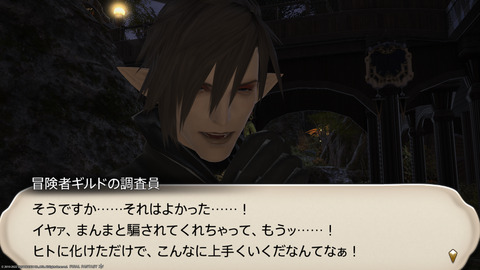 冒険者ギルドの調査員
そうですか……それはよかった……！
イヤァ、まんまと騙されてくれちゃって、もうッ……！
ヒトに化けただけで、こんなに上手くいくだなんてなぁ！